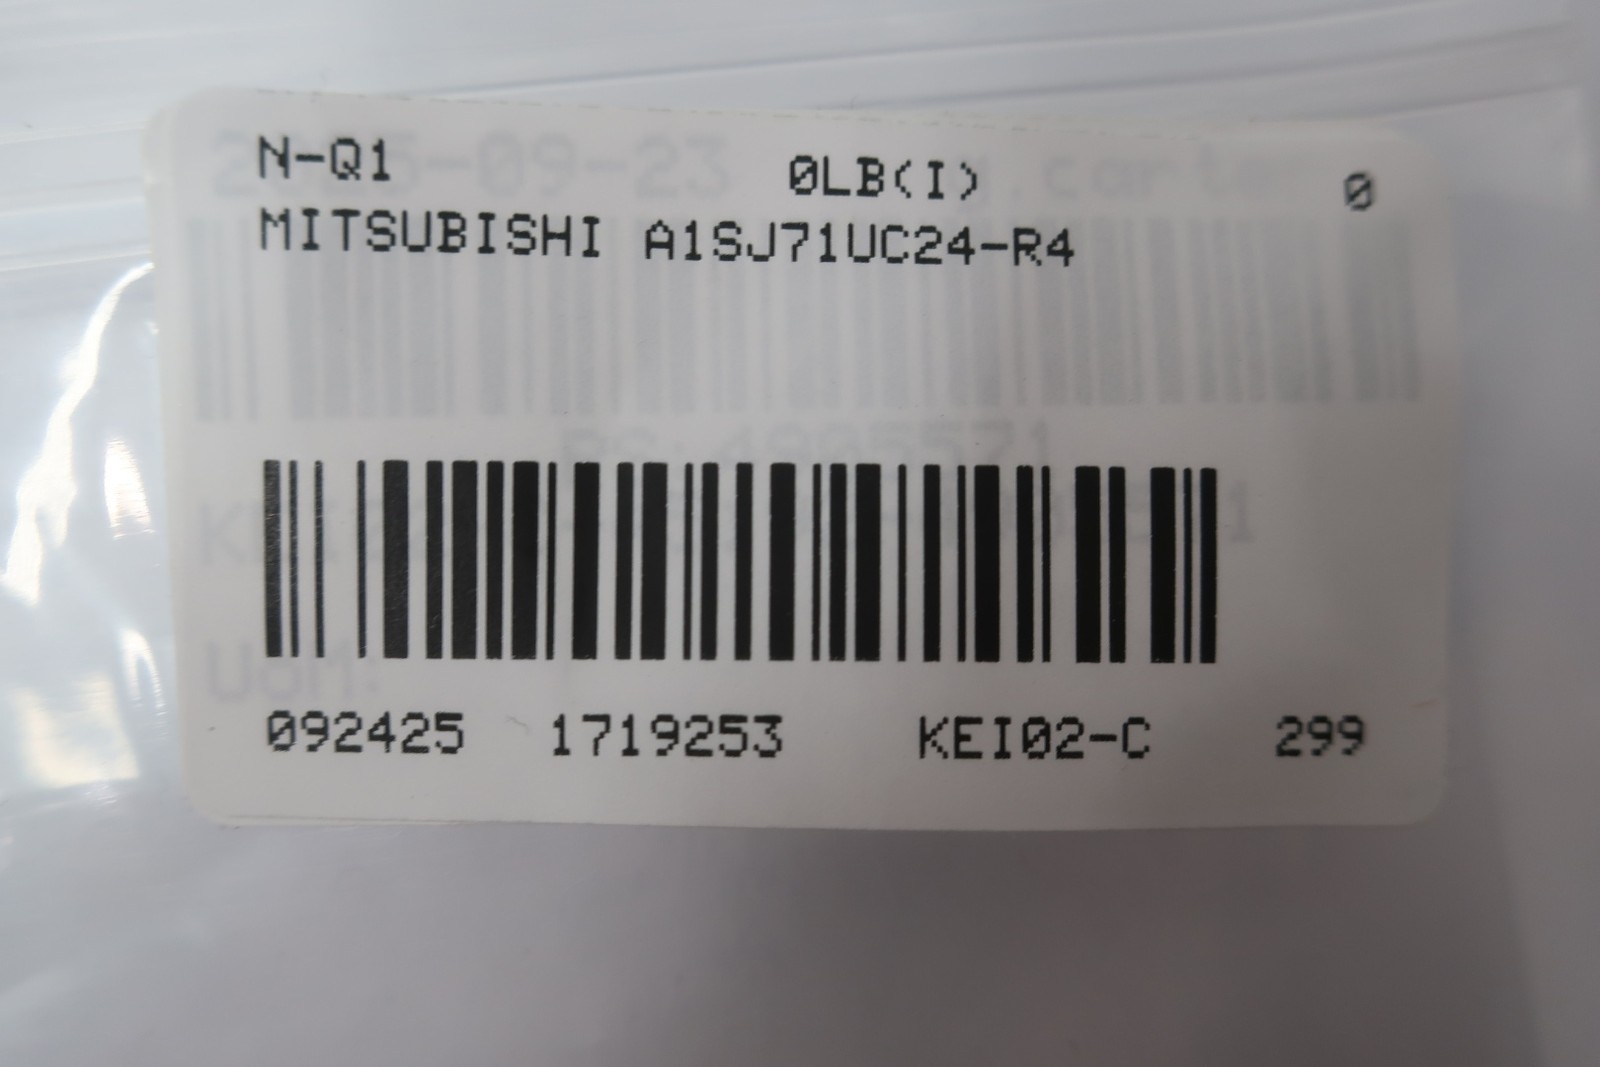 N-Q1 0LB(I) 0
MITSUBISHI A1SJ71UC24-R4
092425 1719253 KEI02-C 299